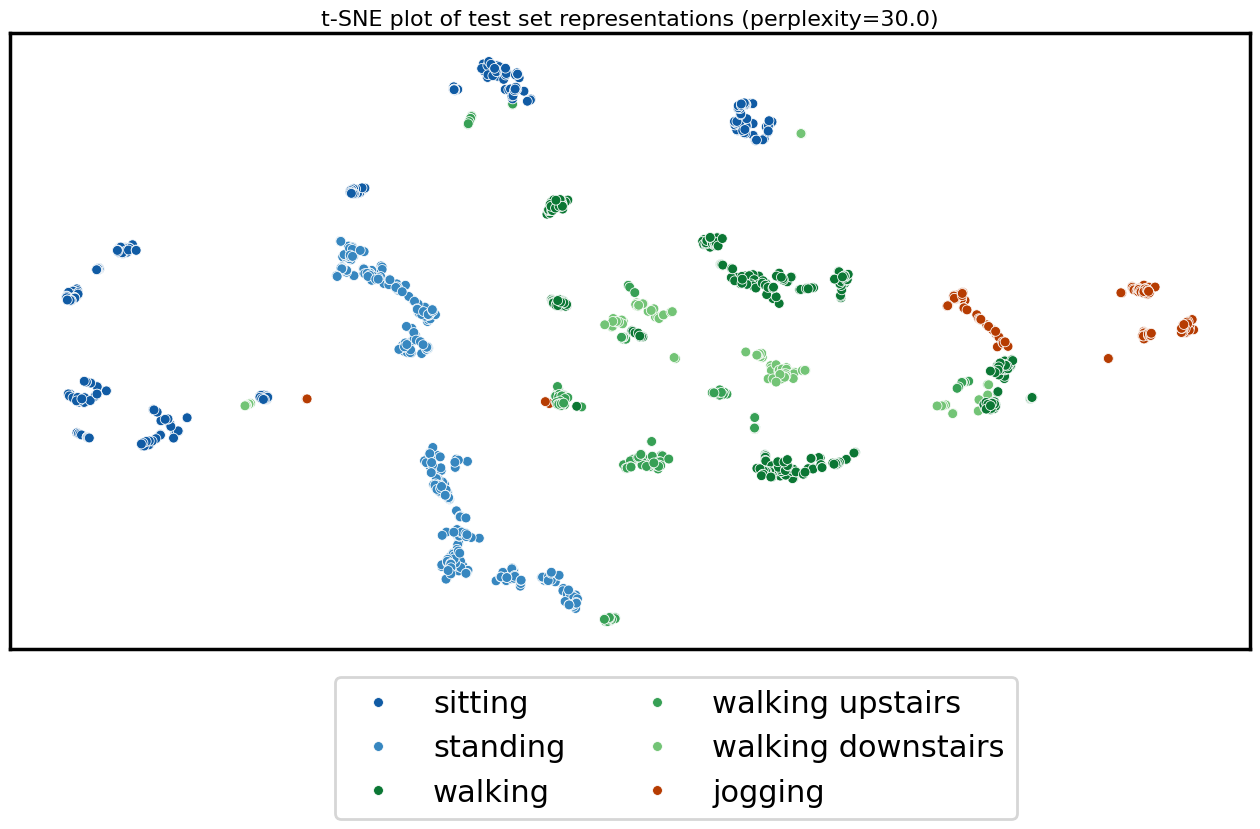 t-SNE plot of test set representations (perplexity=30.0)
sitting
standing
walking
walking upstairs
walking downstairs
jogging